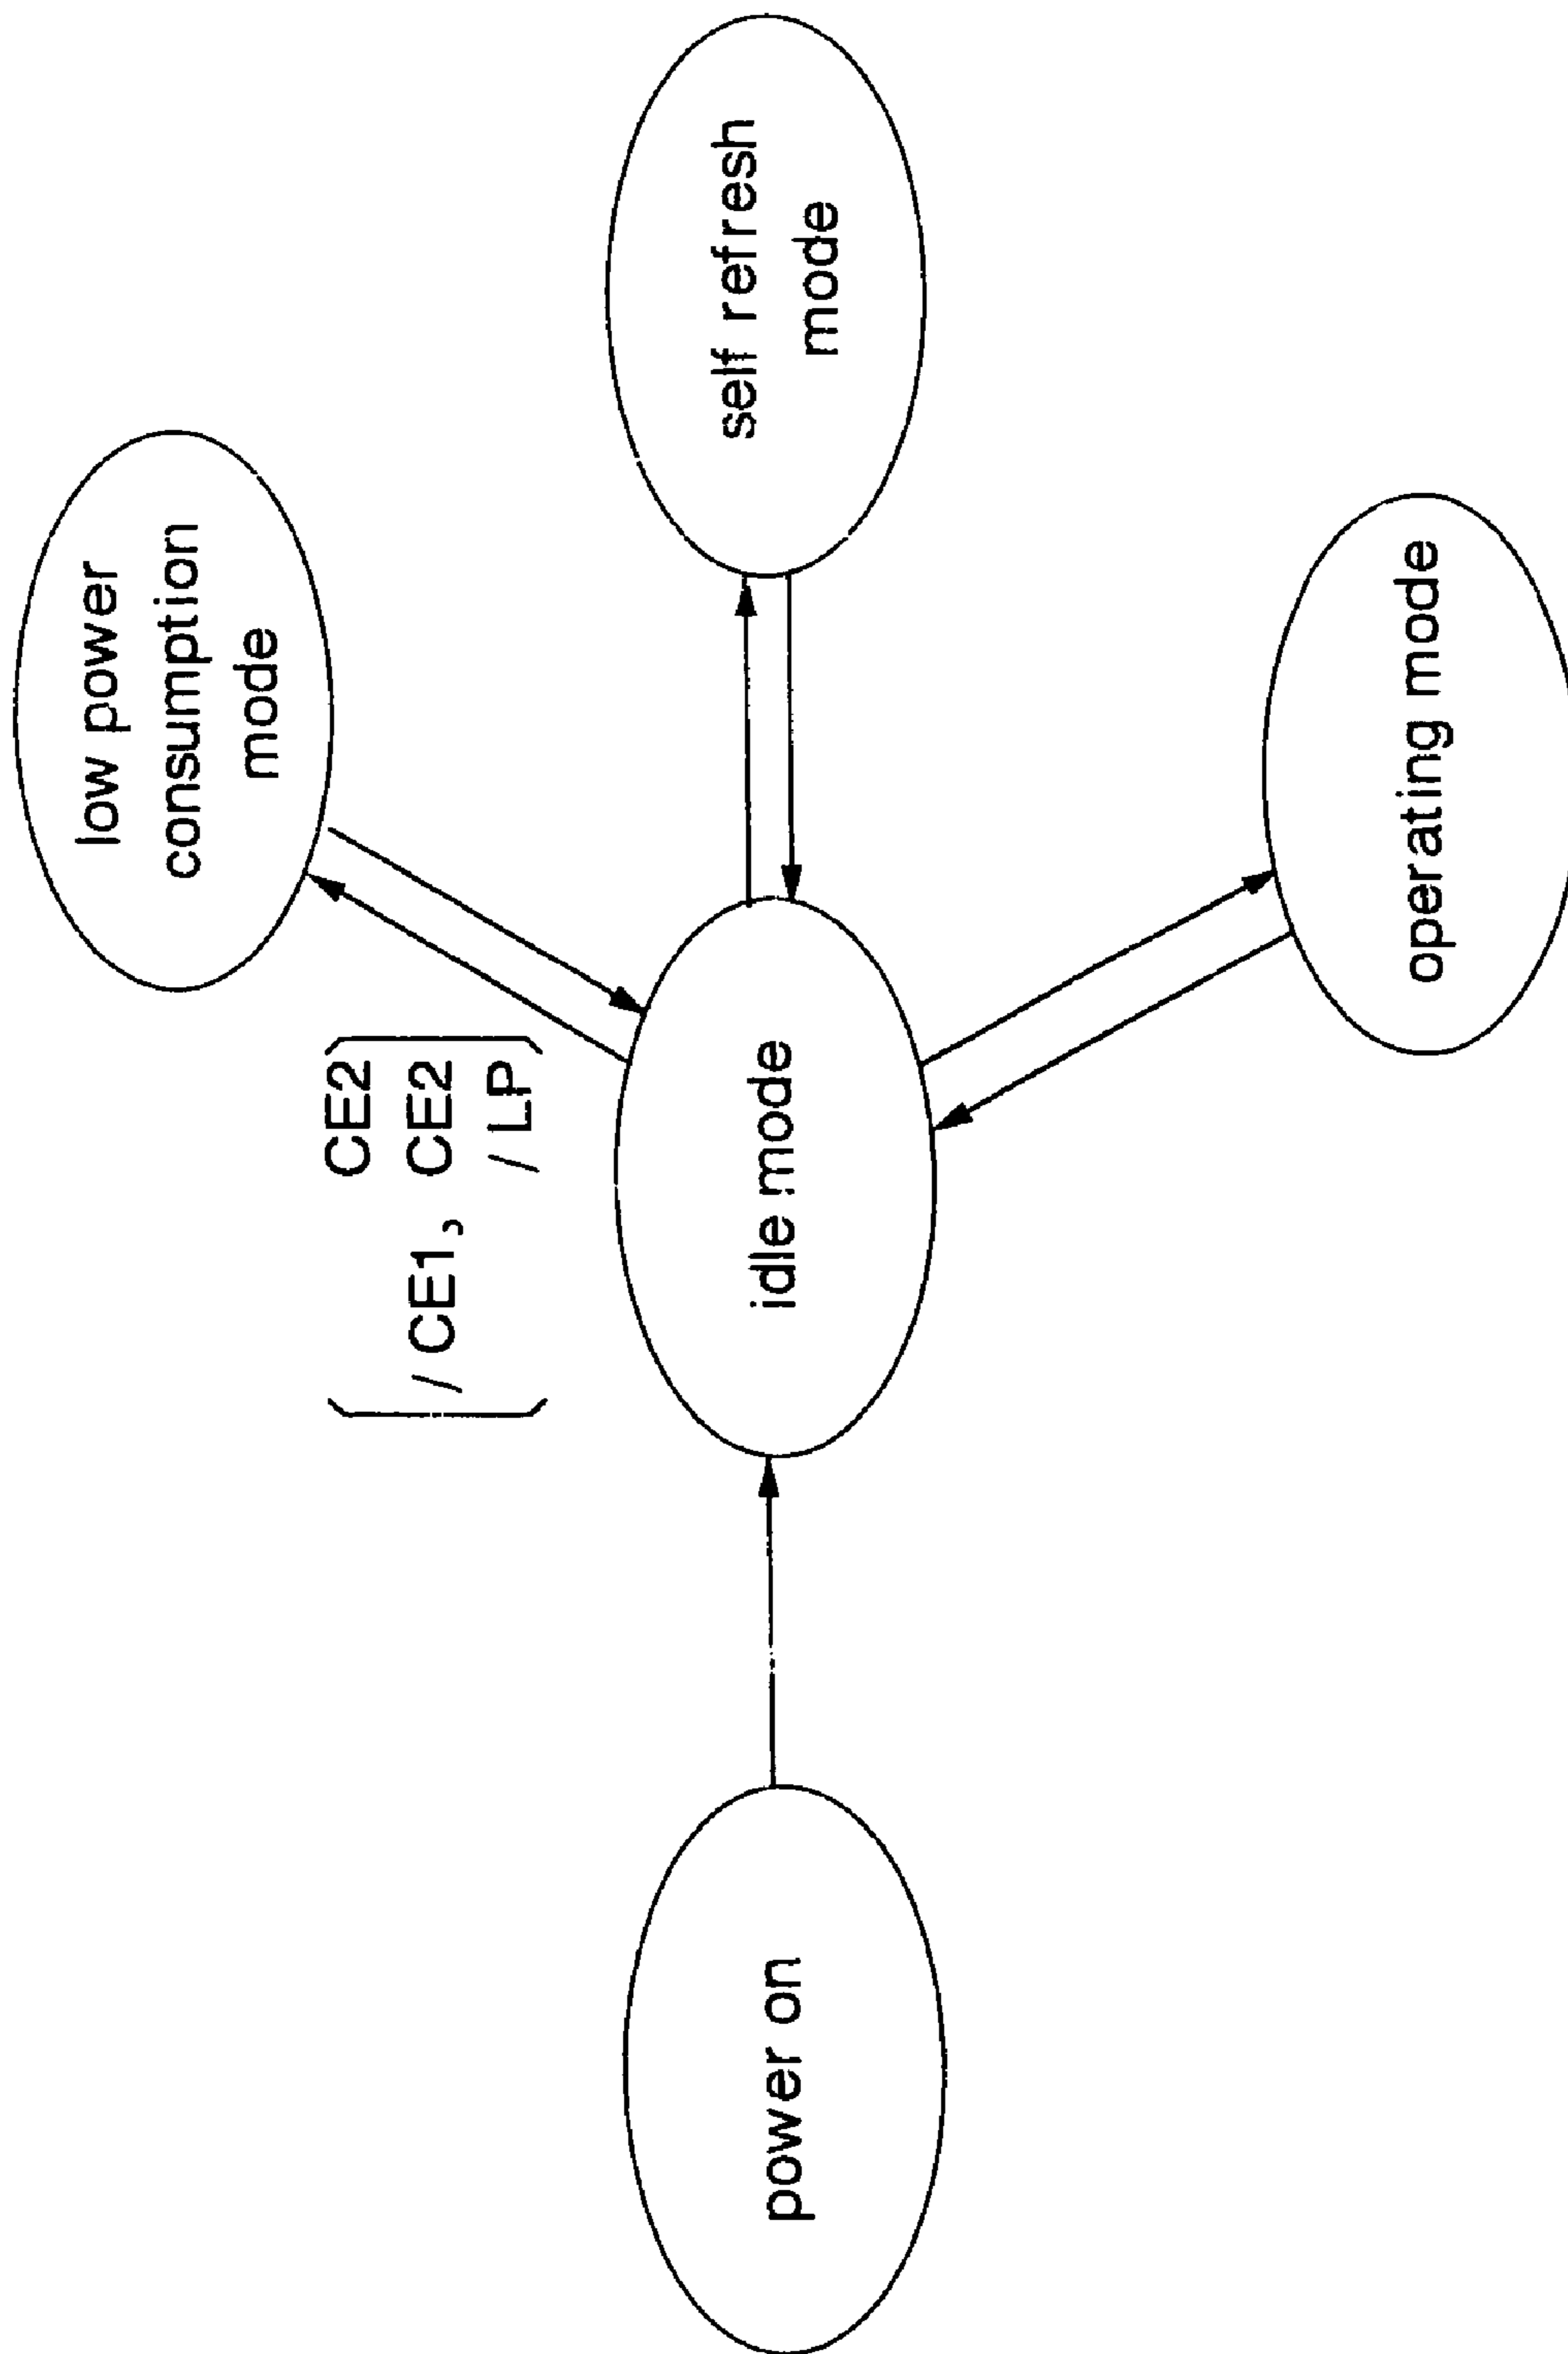 low power
consumption
mode
CE2
/ CE1, CE2
/ LP
power on
idle mode
self refresh
mode
operating mode